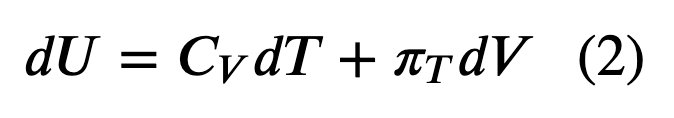 dU = C_V dT + π_T dV (2)